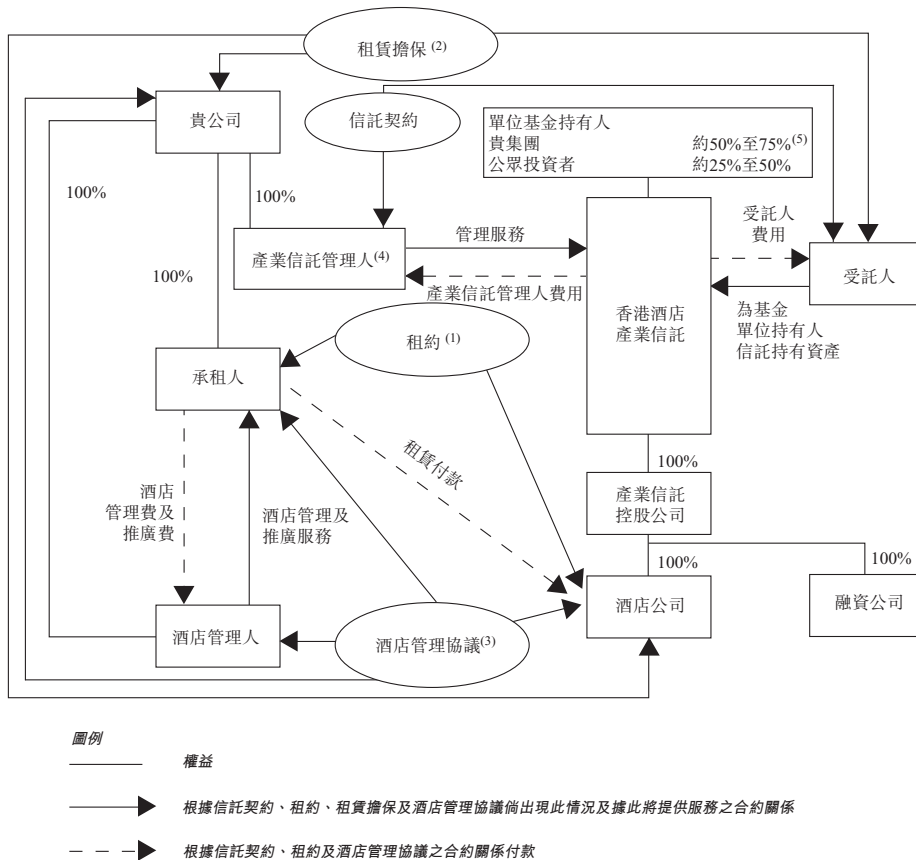 租賃擔保 (2)
貴公司
信託契約
單位基金持有人
貴集團 約50%至75%(5)
公眾投資者 約25%至50%
100%
100%
100%
產業信託管理人(4)
管理服務
產業信託管理人費用
香港酒店
產業信託
受託人
費用
受託人
為基金
單位持有人
信託持有資產
租約 (1)
承租人
租賃付款
酒店
管理費及
推廣費
酒店管理及
推廣服務
100%
產業信託
控股公司
100%
100%
酒店管理人
酒店管理協議(3)
酒店公司
融資公司
圖例
權益
根據信託契約、租約、租賃擔保及酒店管理協議倘出現此情況及據此將提供服務之合約關係
根據信託契約、租約及酒店管理協議之合約關係付款